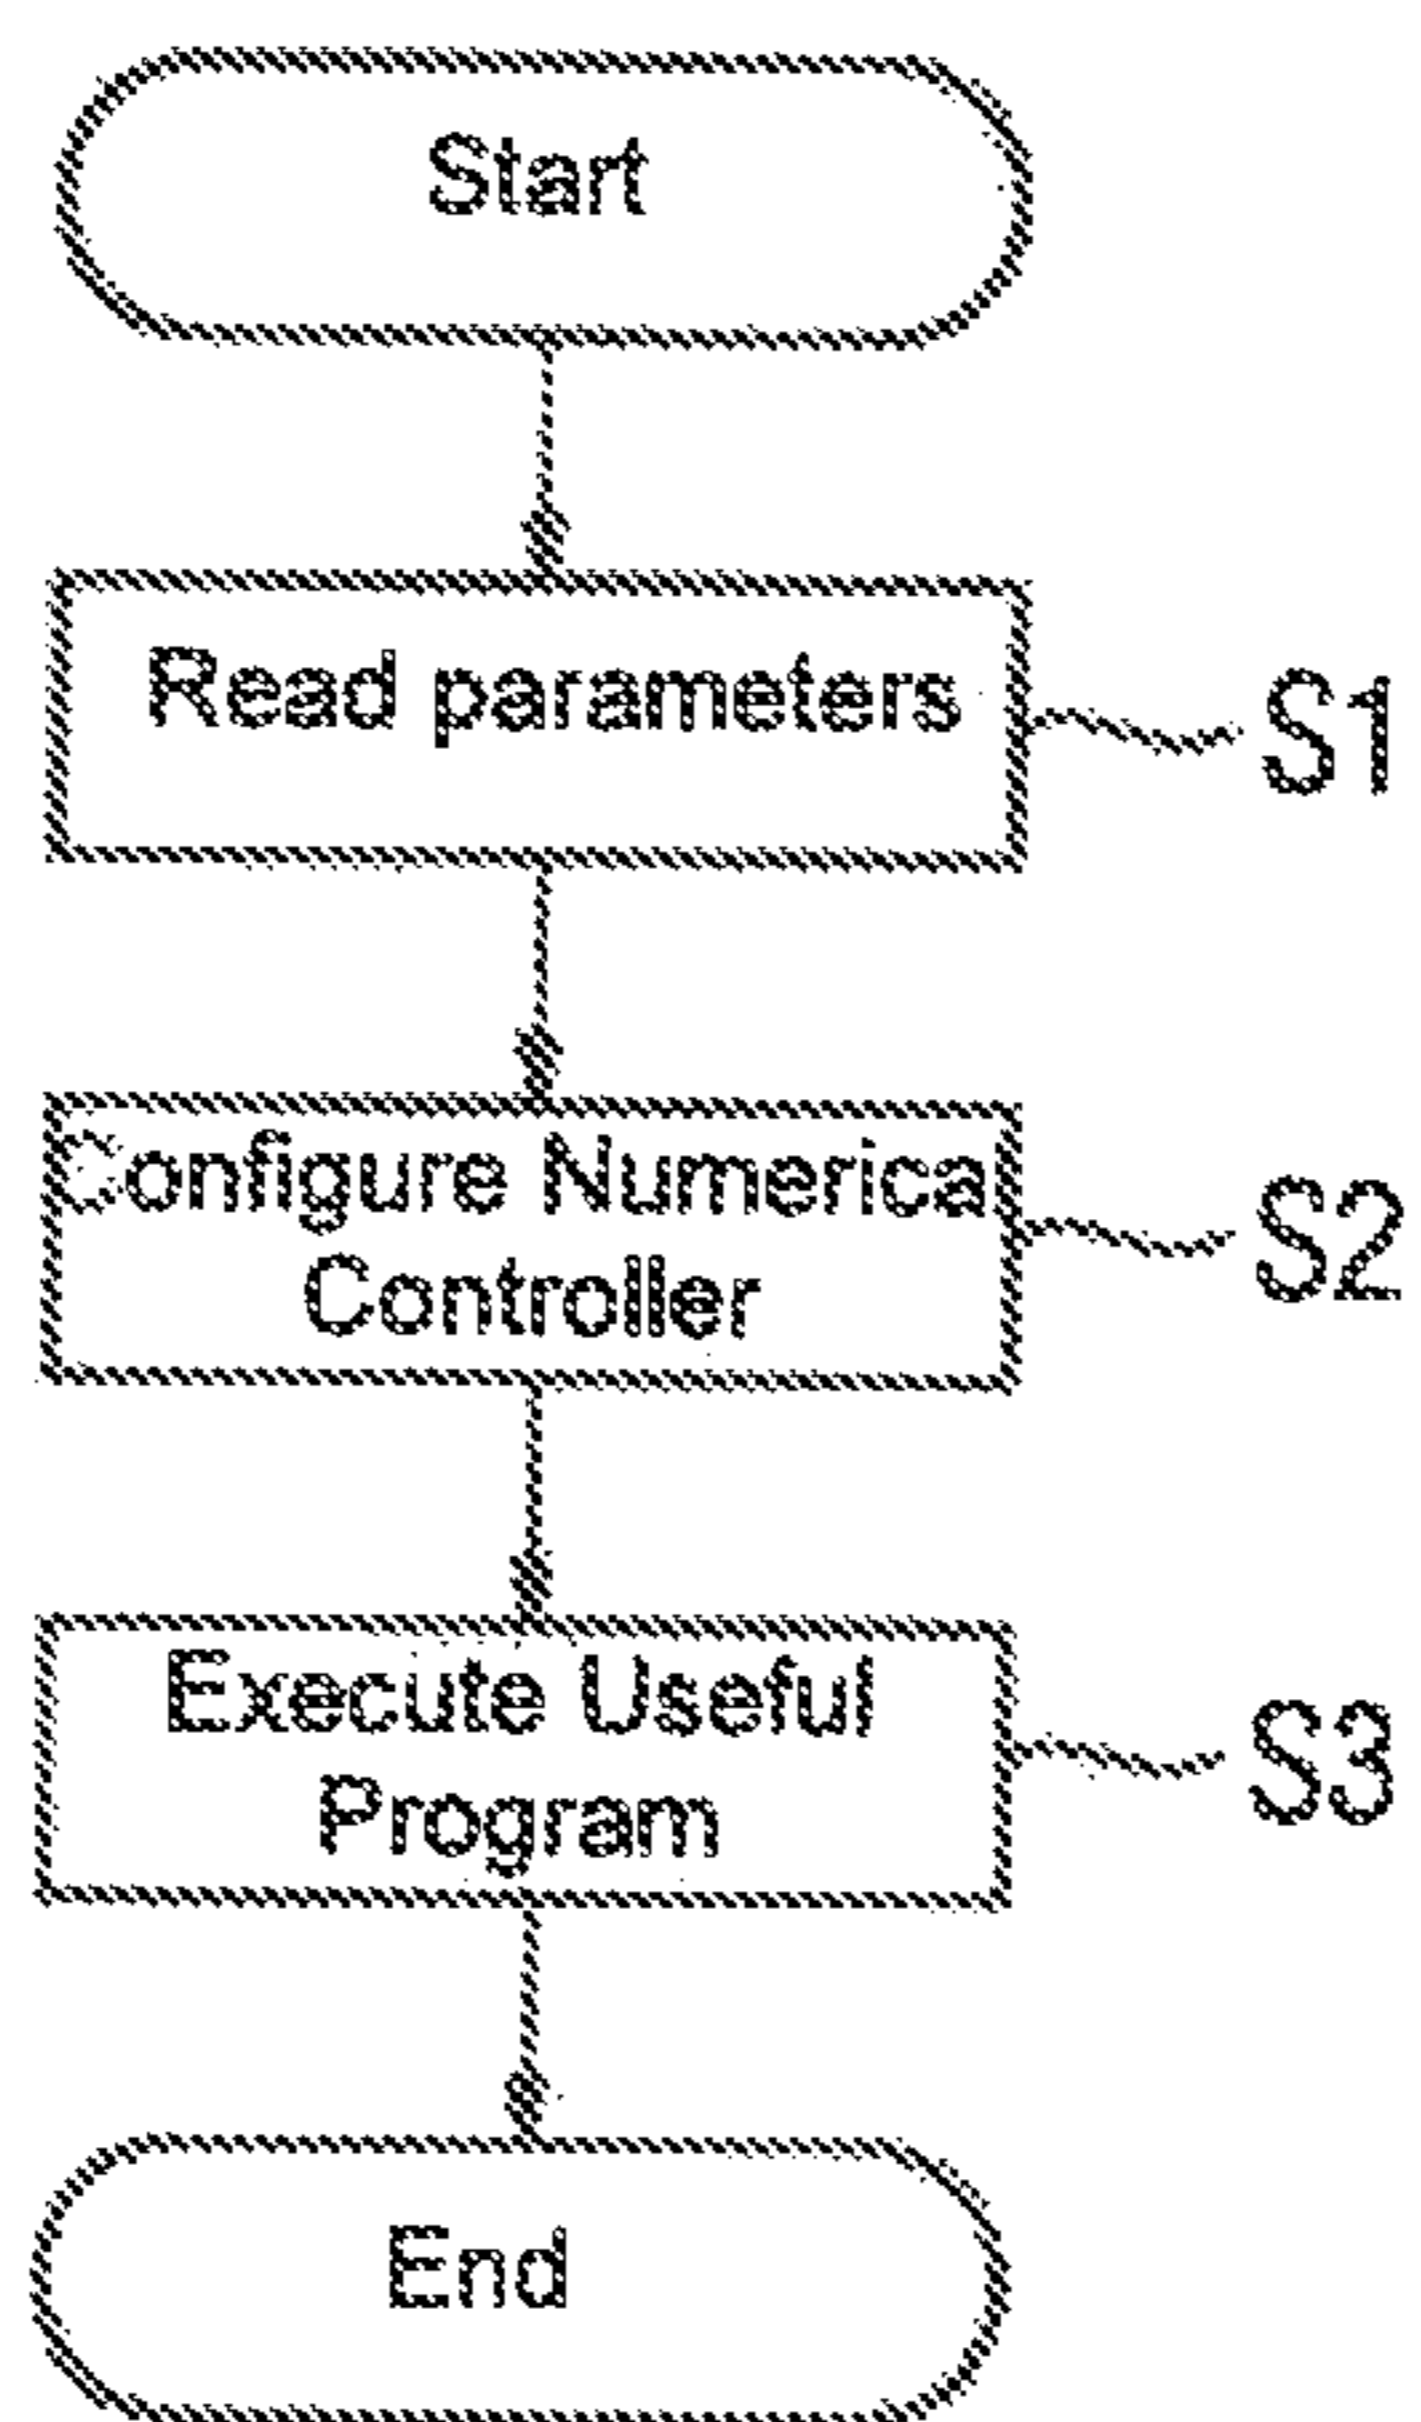 Start
Read parameters
S1
Configure Numerical
Controller
S2
Execute Useful
Program
S3
End